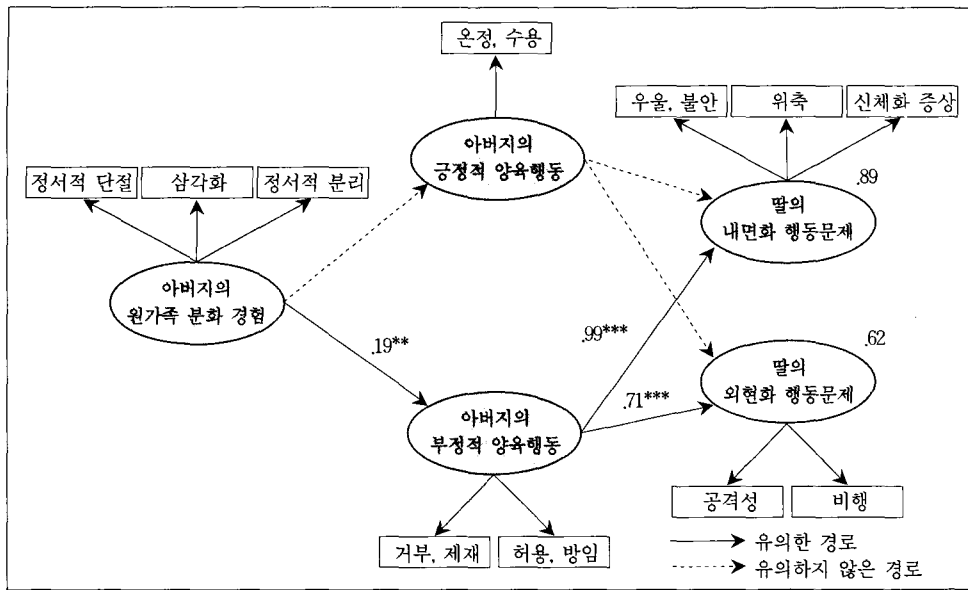 온정, 수용
우울, 불안
위축
신체화 증상
아버지의
긍정적 양육행동
정서적 단절
삼각화
정서적 분리
.89
딸의
내면화 행동문제
아버지의
원가족 분화 경험
.19**
.99***
.62
딸의
외현화 행동문제
.71***
아버지의
부정적 양육행동
공격성
비행
거부, 제재
허용, 방임
유의한 경로
유의하지 않은 경로